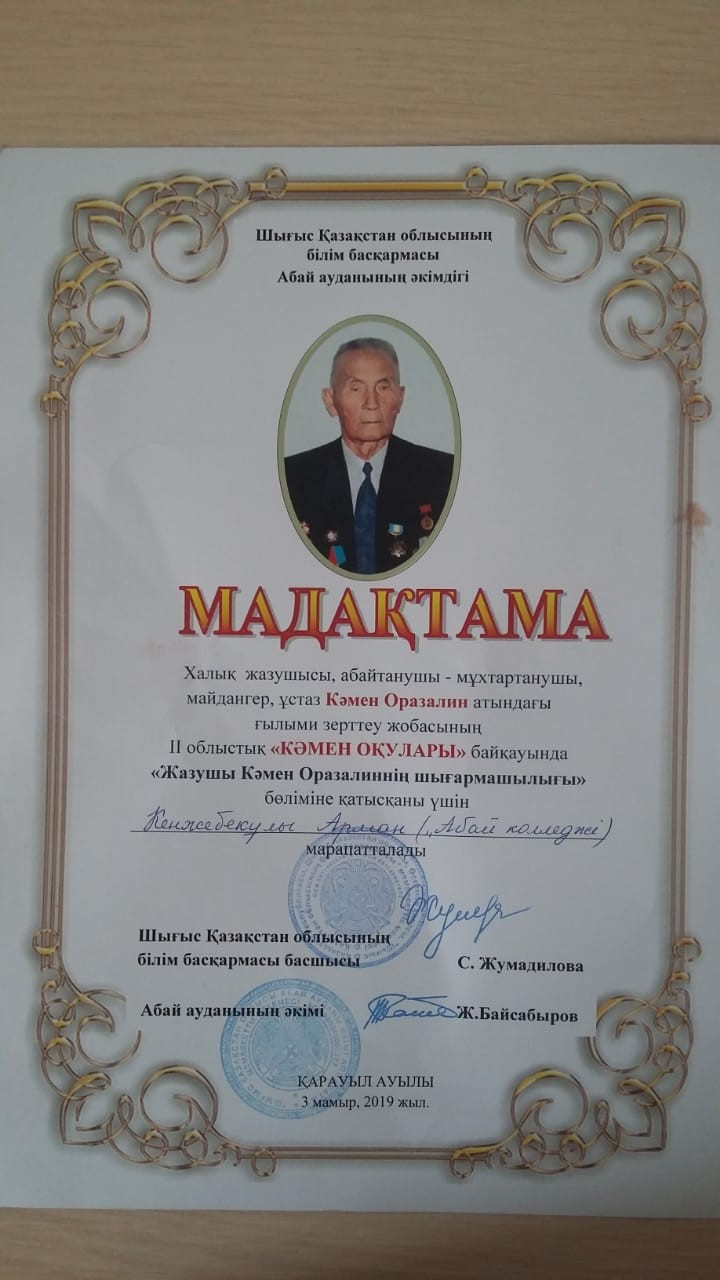 Шығыс Қазақстан облысының
білім басқармасы
Абай ауданының әкімдігі
МАДАҚТАМА
Халық жазушысы, абайтанушы - мұхтартанушы,
майдангер, ұстаз Кәмен Оразалин атындағы
ғылыми зерттеу жобасының
ІІ облыстық «КӘМЕН ОҚУЛАРЫ» байқауында
«Жазушы Кәмен Оразалиннің шығармашылығы»
бөліміне қатысқаны үшін
Кенжебекулы Арман („Абай колледжі)
марапатталады
Шығыс Қазақстан облысының
білім басқармасы басшысы С. Жумадилова
Абай ауданының әкімі Ж.Байсабыров
ҚАРАУЫЛ АУЫЛЫ
3 мамыр, 2019 жыл.